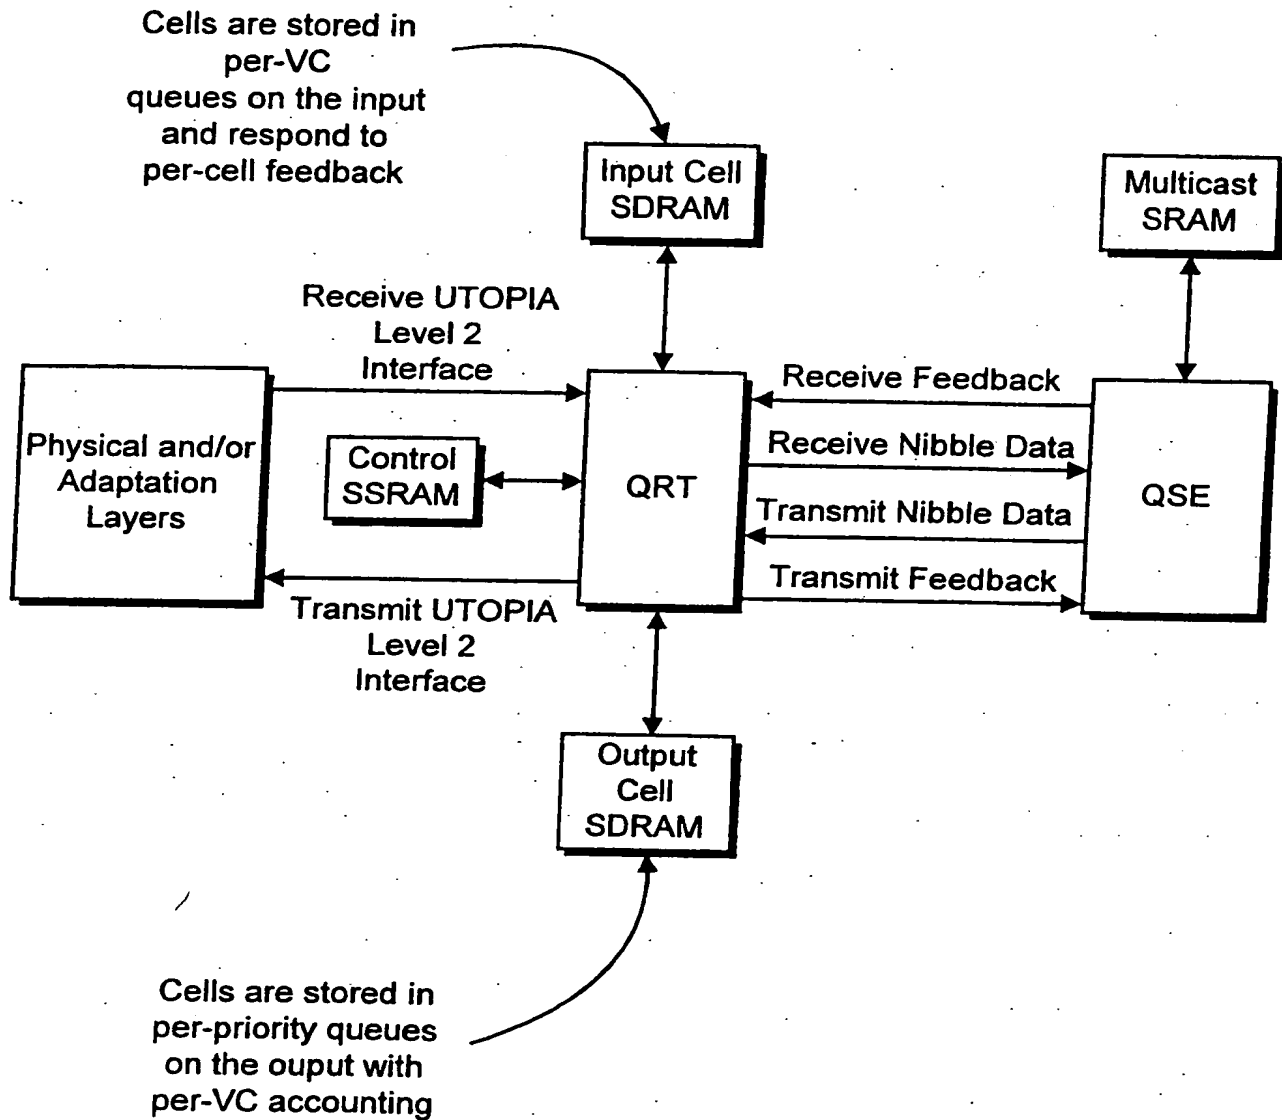 Cells are stored in
per-VC
queues on the input
and respond to
per-cell feedback
Input Cell
SDRAM
Multicast
SRAM
Receive UTOPIA
Level 2
Interface
Physical and/or
Adaptation
Layers
Control
SSRAM
QRT
Receive Feedback
Receive Nibble Data
Transmit Nibble Data
Transmit Feedback
QSE
Transmit UTOPIA
Level 2
Interface
Output
Cell
SDRAM
Cells are stored in
per-priority queues
on the ouput with
per-VC accounting